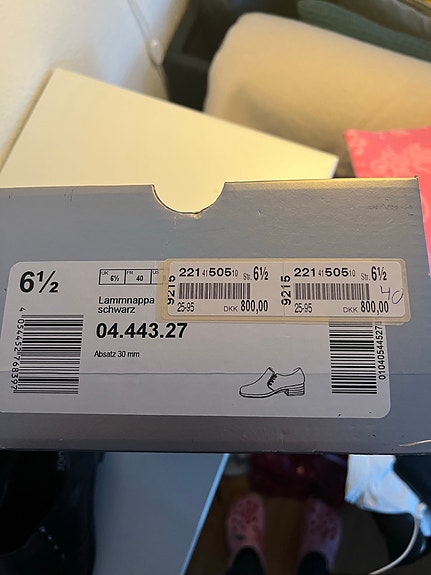 6½
UK 6½ FR 40 US
Lammnappa
schwarz
04.443.27
Absatz 30 mm
9215
221 41 505 10 Str. 6½
25-95 DKK 800,00
9215
221 41 505 10 Str. 6½
25-95 DKK 800,00
40